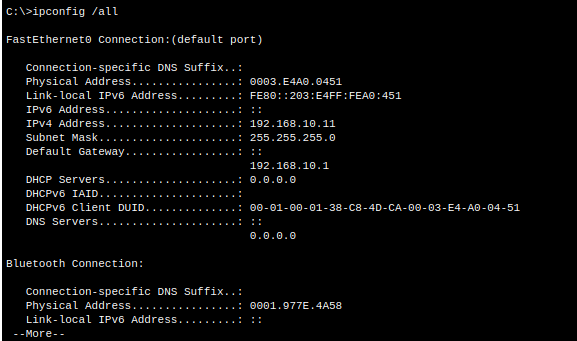 C:\>ipconfig /all
FastEthernet0 Connection:(default port)
Connection-specific DNS Suffix..:
Physical Address................: 0003.E4A0.0451
Link-local IPv6 Address.........: FE80::203:E4FF:FEA0:451
IPv6 Address....................: ::
IPv4 Address....................: 192.168.10.11
Subnet Mask.....................: 255.255.255.0
Default Gateway.................: ::
192.168.10.1
DHCP Servers....................: 0.0.0.0
DHCPv6 IAID.....................:
DHCPv6 Client DUID..............: 00-01-00-01-38-C8-4D-CA-00-03-E4-A0-04-51
DNS Servers.....................: ::
0.0.0.0
Bluetooth Connection:
Connection-specific DNS Suffix..:
Physical Address................: 0001.977E.4A58
Link-local IPv6 Address.........: ::
--More--